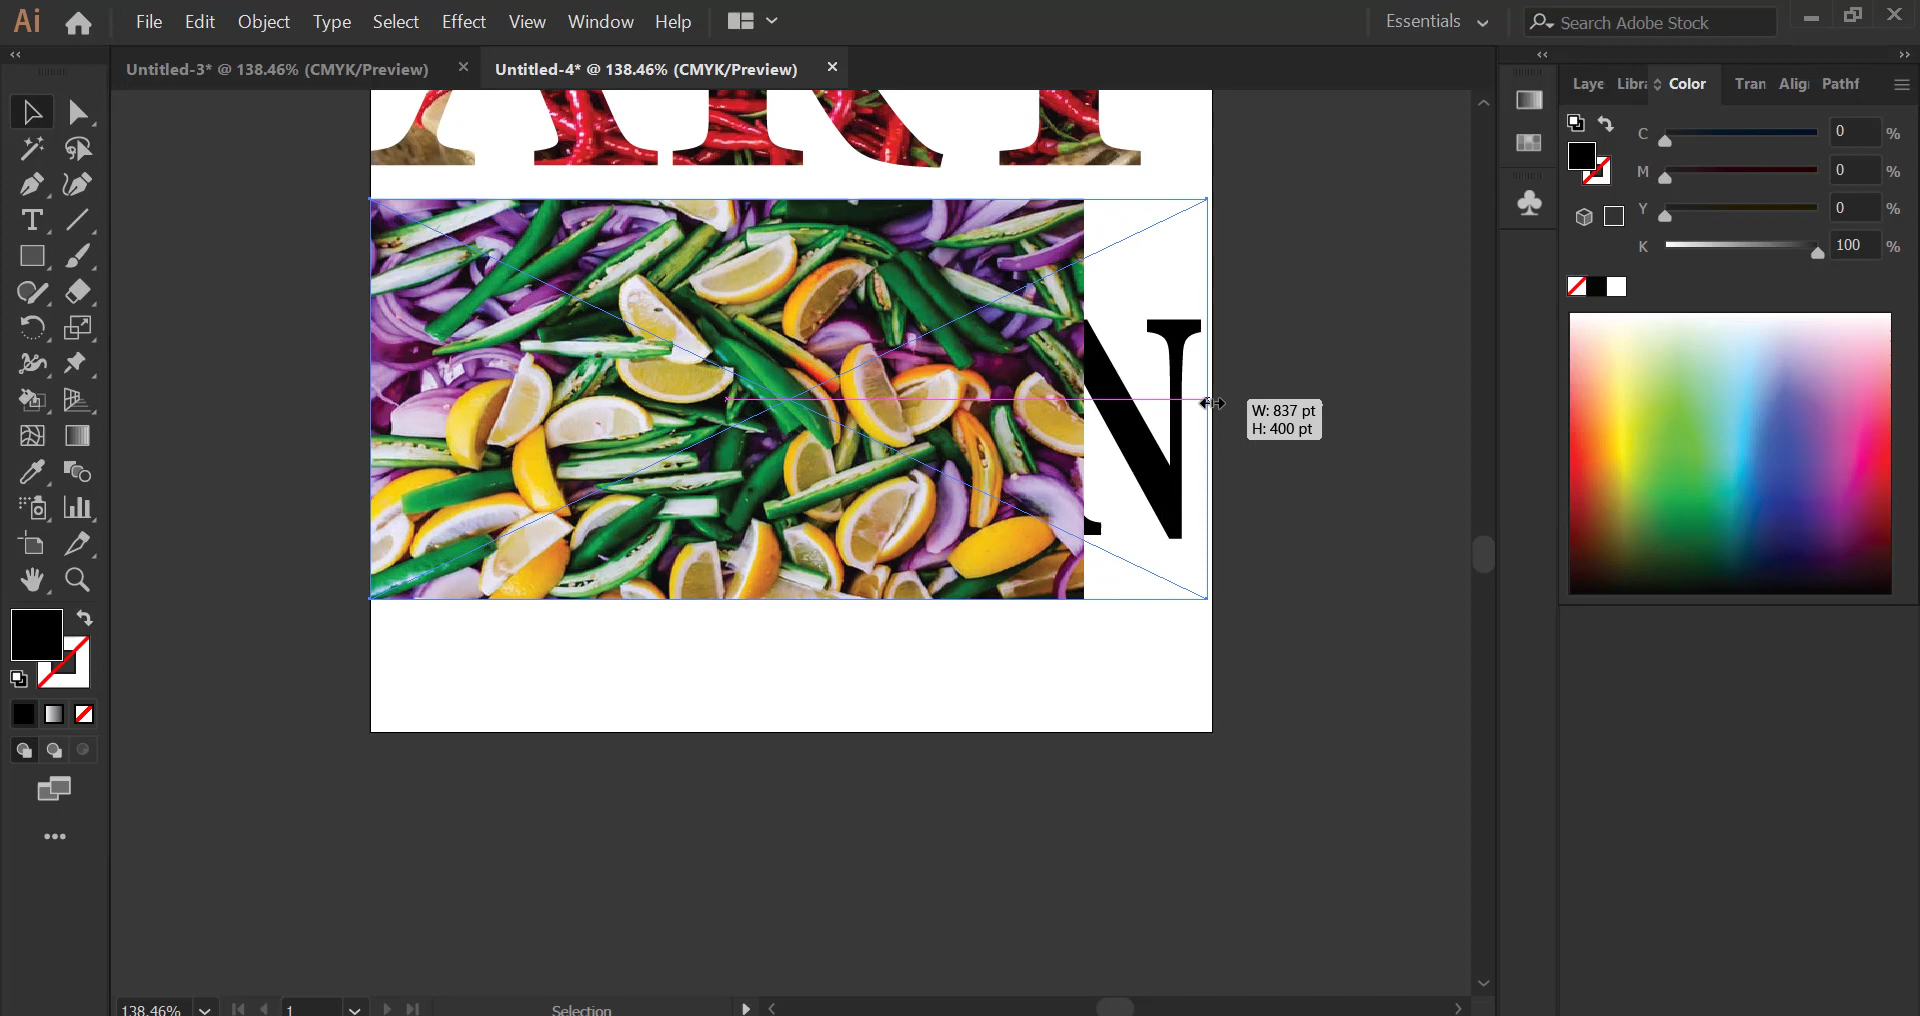 Ai File Edit Object Type Select Effect View Window Help Essentials Search Adobe Stock
Untitled-3* @ 138.46% (CMYK/Preview) Untitled-4* @ 138.46% (CMYK/Preview)
Laye Libra Color Tran Alig Pathf
C 0 %
M 0 %
Y 0 %
K 100 %
N
W: 837 pt
H: 400 pt
138.46% 1 Selection